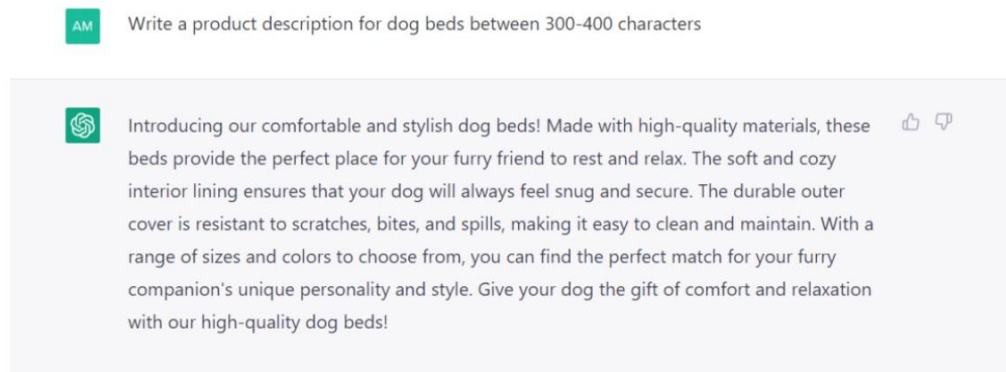 AM
Write a product description for dog beds between 300-400 characters
Introducing our comfortable and stylish dog beds! Made with high-quality materials, these
beds provide the perfect place for your furry friend to rest and relax. The soft and cozy
interior lining ensures that your dog will always feel snug and secure. The durable outer
cover is resistant to scratches, bites, and spills, making it easy to clean and maintain. With a
range of sizes and colors to choose from, you can find the perfect match for your furry
companion's unique personality and style. Give your dog the gift of comfort and relaxation
with our high-quality dog beds!